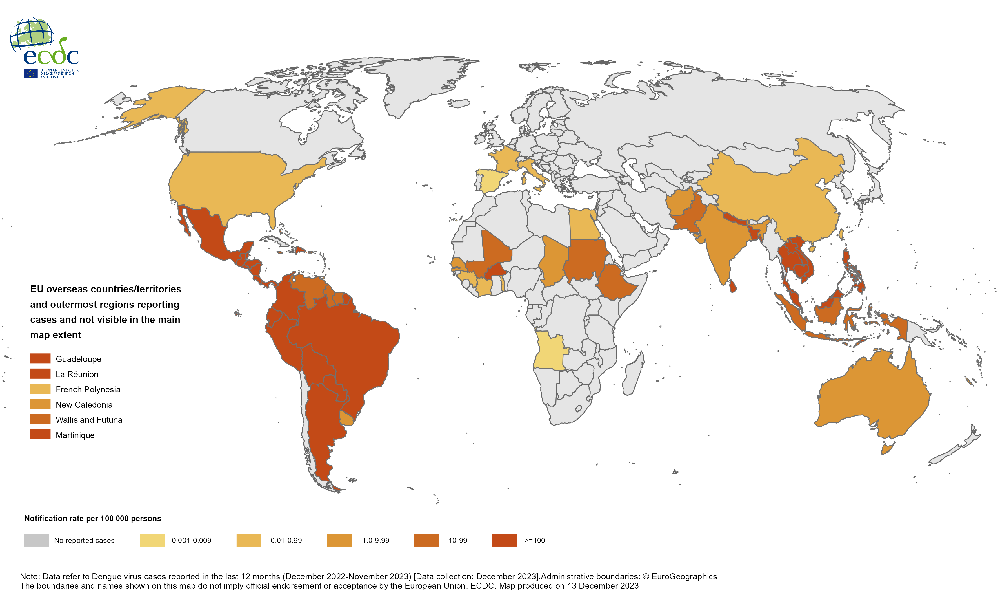 ecdc
EUROPEAN CENTRE FOR
DISEASE PREVENTION
AND CONTROL
EU overseas countries/territories
and outermost regions reporting
cases and not visible in the main
map extent
Guadeloupe
La Réunion
French Polynesia
New Caledonia
Wallis and Futuna
Martinique
Notification rate per 100 000 persons
No reported cases 0.001-0.009 0.01-0.99 1.0-9.99 10-99 >=100
Note: Data refer to Dengue virus cases reported in the last 12 months (December 2022-November 2023) [Data collection: December 2023].Administrative boundaries: © EuroGeographics
The boundaries and names shown on this map do not imply official endorsement or acceptance by the European Union. ECDC. Map produced on 13 December 2023